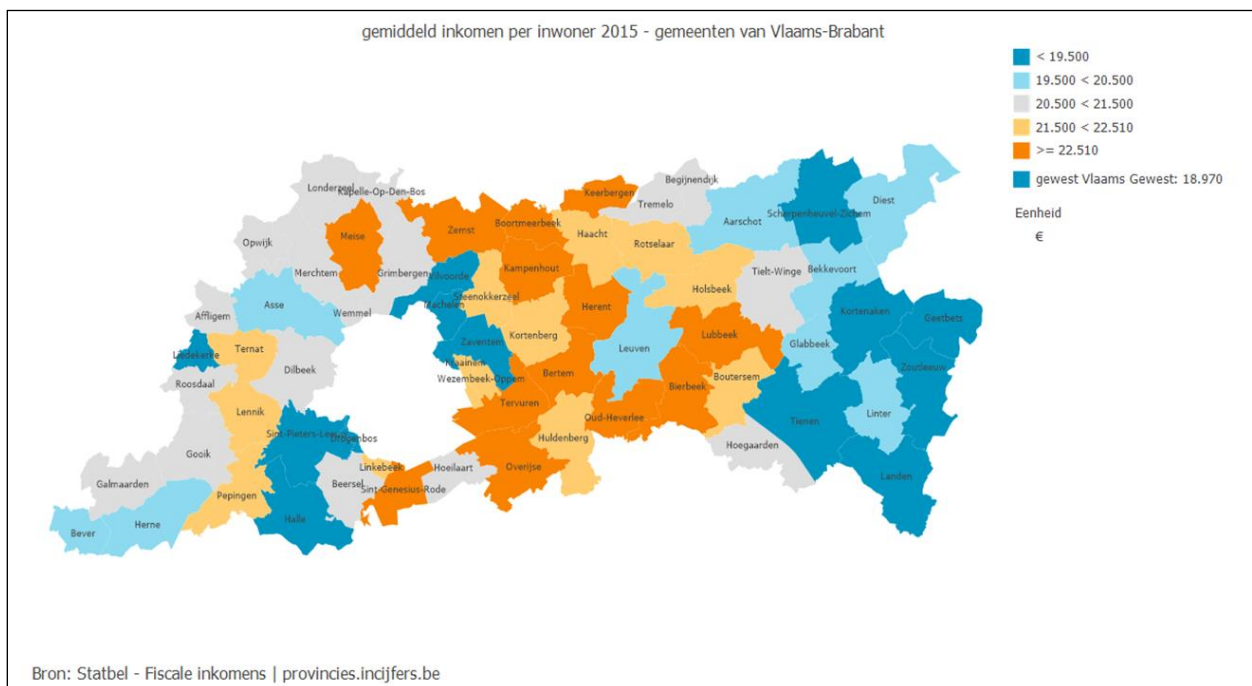 gemiddeld inkomen per inwoner 2015 - gemeenten van Vlaams-Brabant
< 19.500
19.500 < 20.500
20.500 < 21.500
21.500 < 22.510
>= 22.510
gewest Vlaams Gewest: 18.970
Eenheid
€
Londerzeel
Kapelle-Op-Den-Bos
Keerbergen
Begijnendijk
Tremelo
Diest
Scherpenheuvel-Zichem
Aarschot
Meise
Zemst
Boortmeerbeek
Haacht
Rotselaar
Opwijk
Merchtem
Grimbergen
Vilvoorde
Kampenhout
Tielt-Winge
Bekkevoort
Steenokkerzeel
Holsbeek
Asse
Machelen
Herent
Affligem
Wemmel
Kortenaken
Geetbets
Kortenberg
Lubbeek
Ternat
Zaventem
Leuven
Glabbeek
Liedekerke
Dilbeek
Kraainem
Zoutleeuw
Roosdaal
Wezembeek-Oppem
Bertem
Boutersem
Bierbeek
Lennik
Tervuren
Oud-Heverlee
Tienen
Linter
Sint-Pieters-Leeuw
Drogenbos
Huldenberg
Hoegaarden
Gooik
Linkebeek
Hoeilaart
Overijse
Landen
Galmaarden
Beersel
Sint-Genesius-Rode
Pepingen
Halle
Herne
Bever
Bron: Statbel - Fiscale inkomens | provincies.incijfers.be